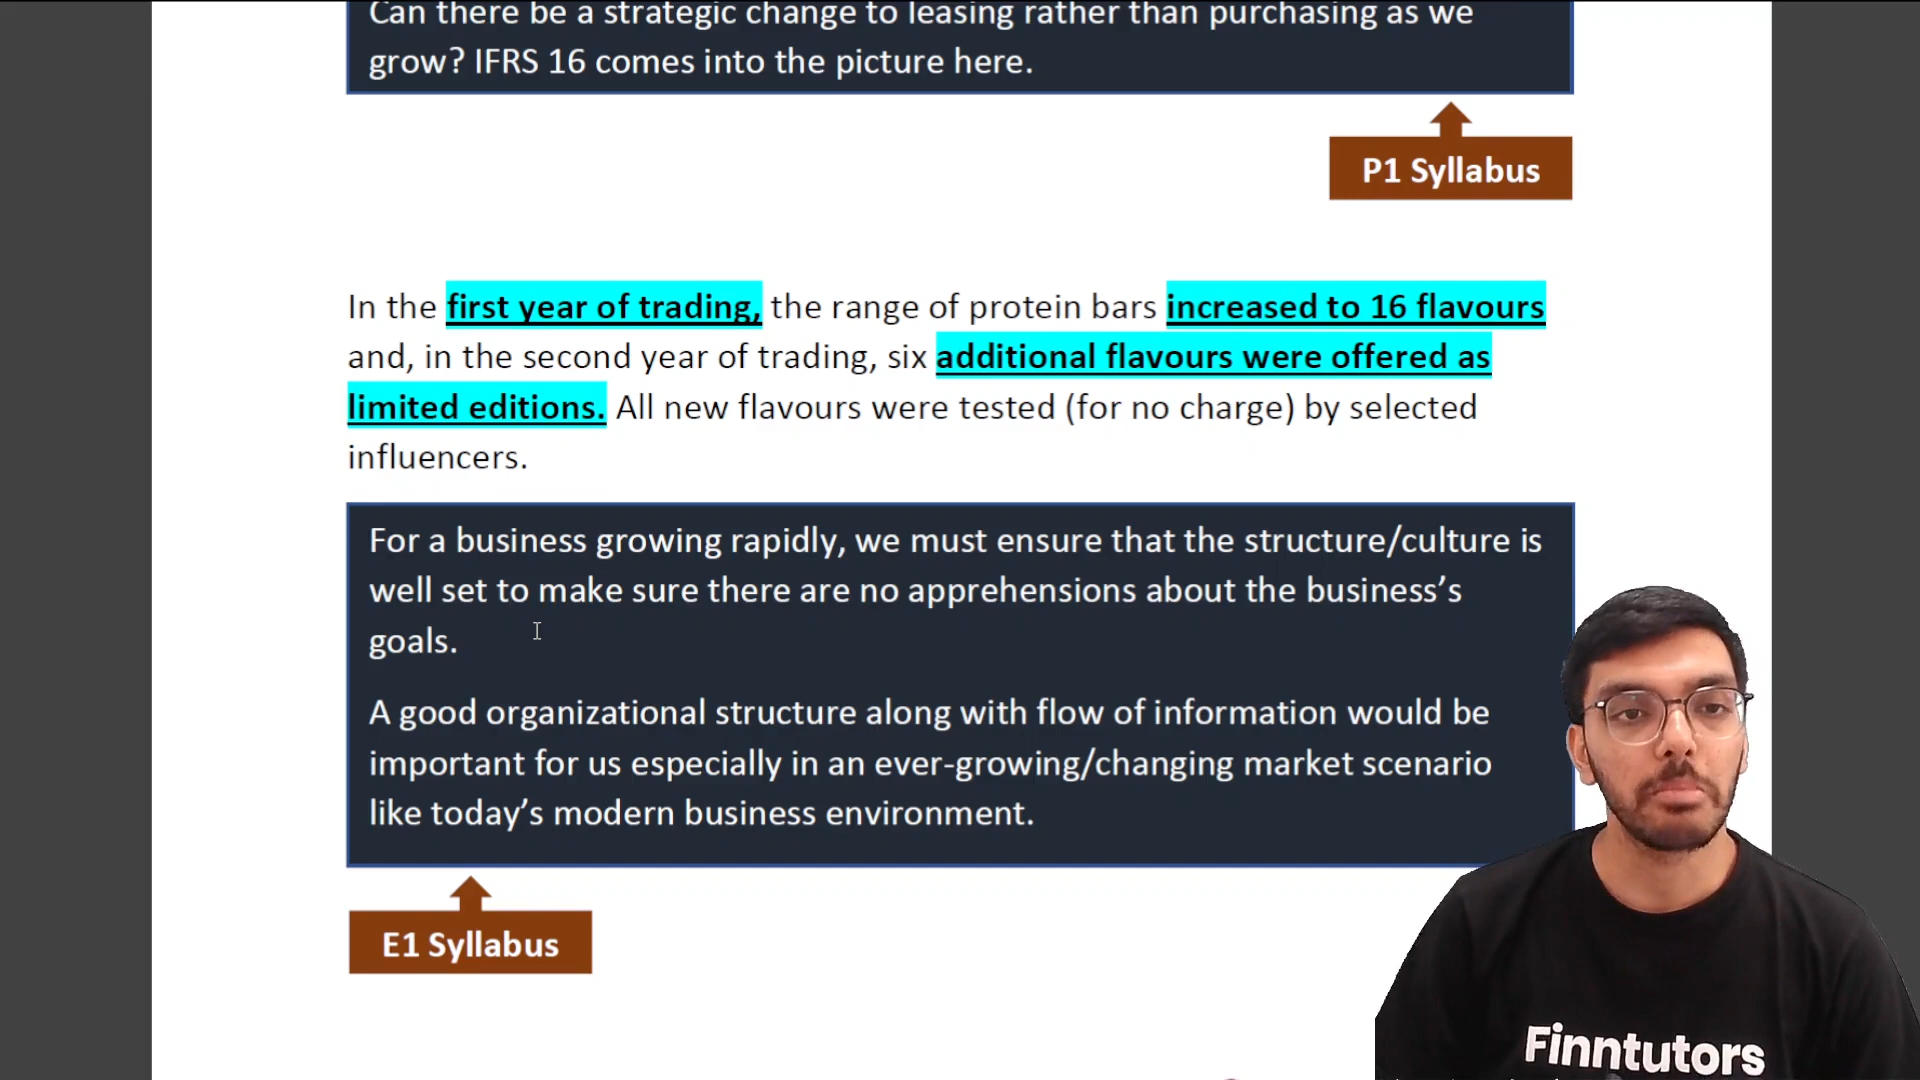 Can there be a strategic change to leasing rather than purchasing as we
grow? IFRS 16 comes into the picture here.
P1 Syllabus
In the first year of trading, the range of protein bars increased to 16 flavours
and, in the second year of trading, six additional flavours were offered as
limited editions. All new flavours were tested (for no charge) by selected
influencers.
For a business growing rapidly, we must ensure that the structure/culture is
well set to make sure there are no apprehensions about the business’s
goals.
A good organizational structure along with flow of information would be
important for us especially in an ever-growing/changing market scenario
like today’s modern business environment.
E1 Syllabus
Finntutors